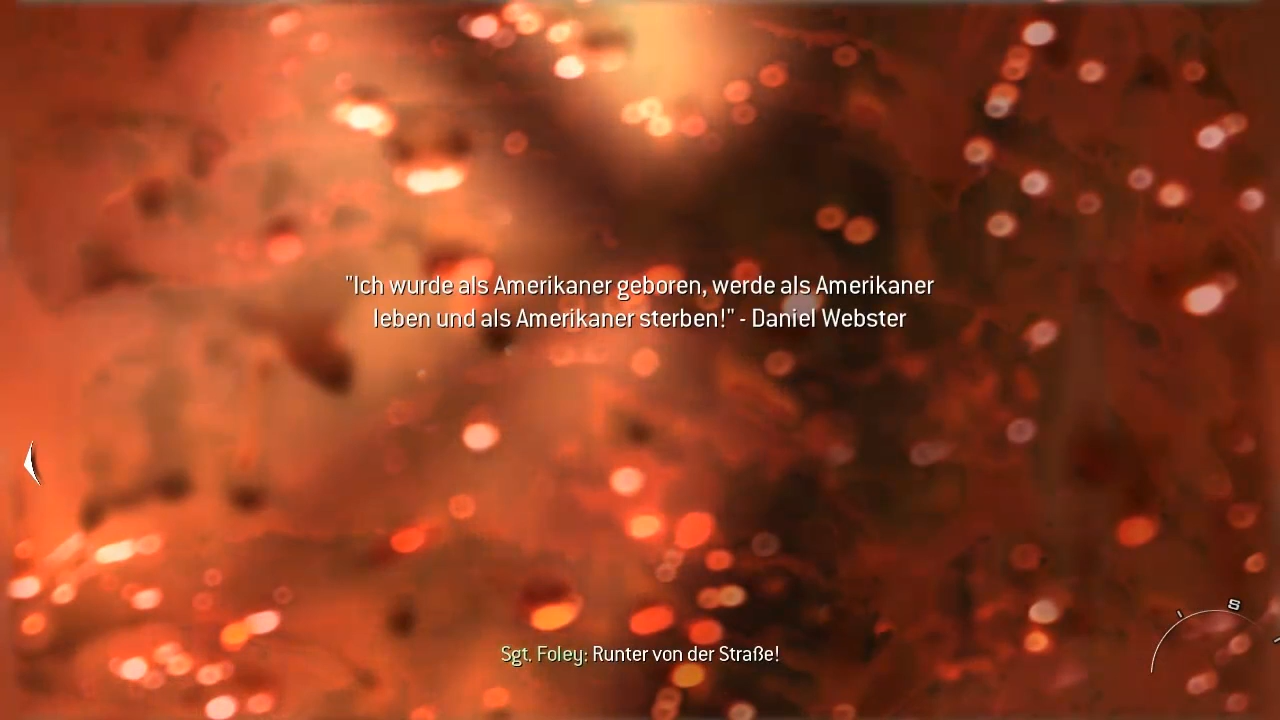 "Ich wurde als Amerikaner geboren, werde als Amerikaner
leben und als Amerikaner sterben!" - Daniel Webster
S
Sgt. Foley: Runter von der Straße!